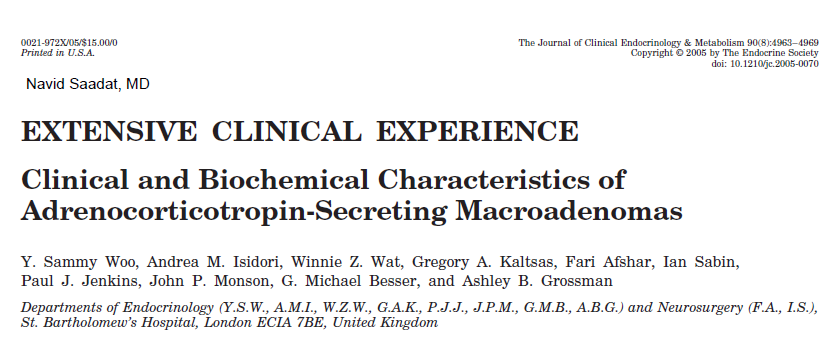 0021-972X/05/$15.00/0
Printed in U.S.A.
The Journal of Clinical Endocrinology & Metabolism 90(8):4963–4969
Copyright © 2005 by The Endocrine Society
doi: 10.1210/jc.2005-0070
Navid Saadat, MD
EXTENSIVE CLINICAL EXPERIENCE
Clinical and Biochemical Characteristics of
Adrenocorticotropin-Secreting Macroadenomas
Y. Sammy Woo, Andrea M. Isidori, Winnie Z. Wat, Gregory A. Kaltsas, Fari Afshar, Ian Sabin,
Paul J. Jenkins, John P. Monson, G. Michael Besser, and Ashley B. Grossman
Departments of Endocrinology (Y.S.W., A.M.I., W.Z.W., G.A.K., P.J.J., J.P.M., G.M.B., A.B.G.) and Neurosurgery (F.A., I.S.),
St. Bartholomew's Hospital, London ECIA 7BE, United Kingdom